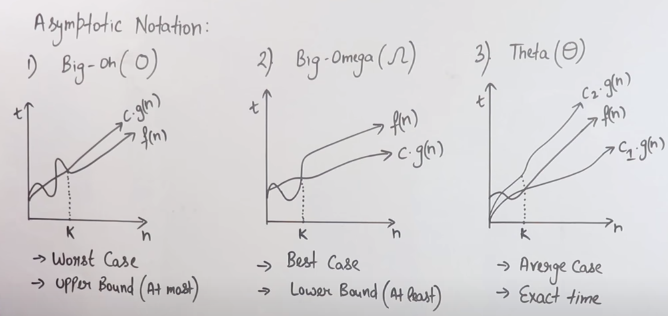 Asymptotic Notation:
1) Big-Oh (O)
t
c.g(n)
f(n)
K
n
→ Worst Case
→ Upper Bound (At most)
2) Big-Omega (Ω)
t
f(n)
c.g(n)
K
n
→ Best Case
→ Lower Bound (At least)
3) Theta (Θ)
t
C₂.g(n)
f(n)
C₁.g(n)
K
n
→ Averge Case
→ Exact time